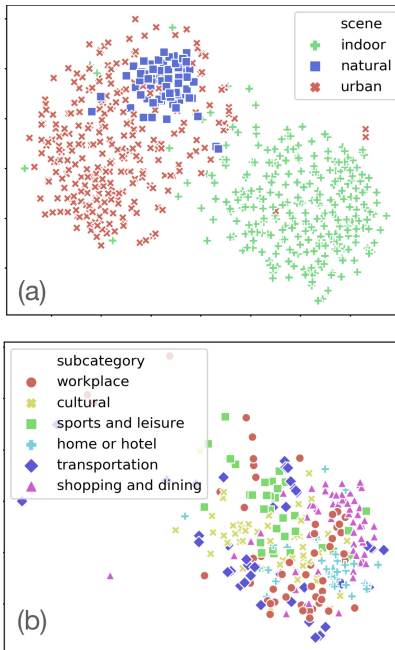 scene
indoor
natural
urban
(a)
subcategory
workplace
cultural
sports and leisure
home or hotel
transportation
shopping and dining
(b)